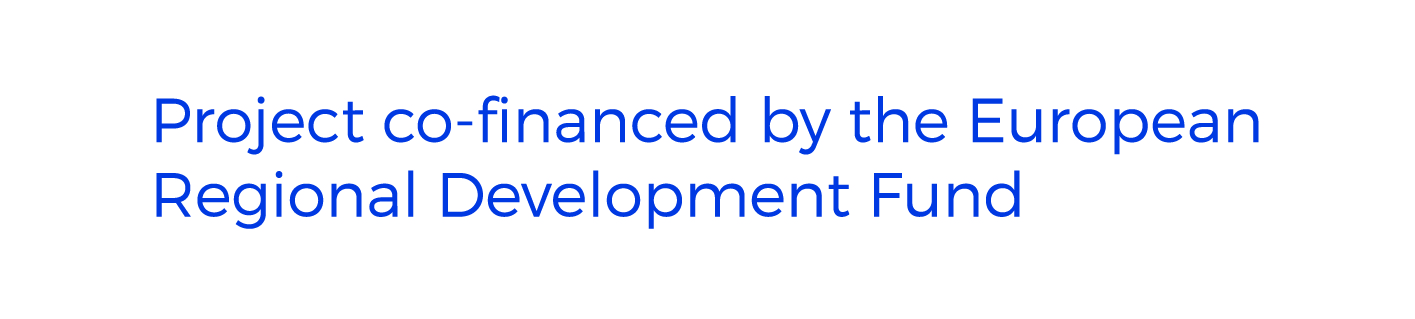 Project co-financed by the European
Regional Development Fund